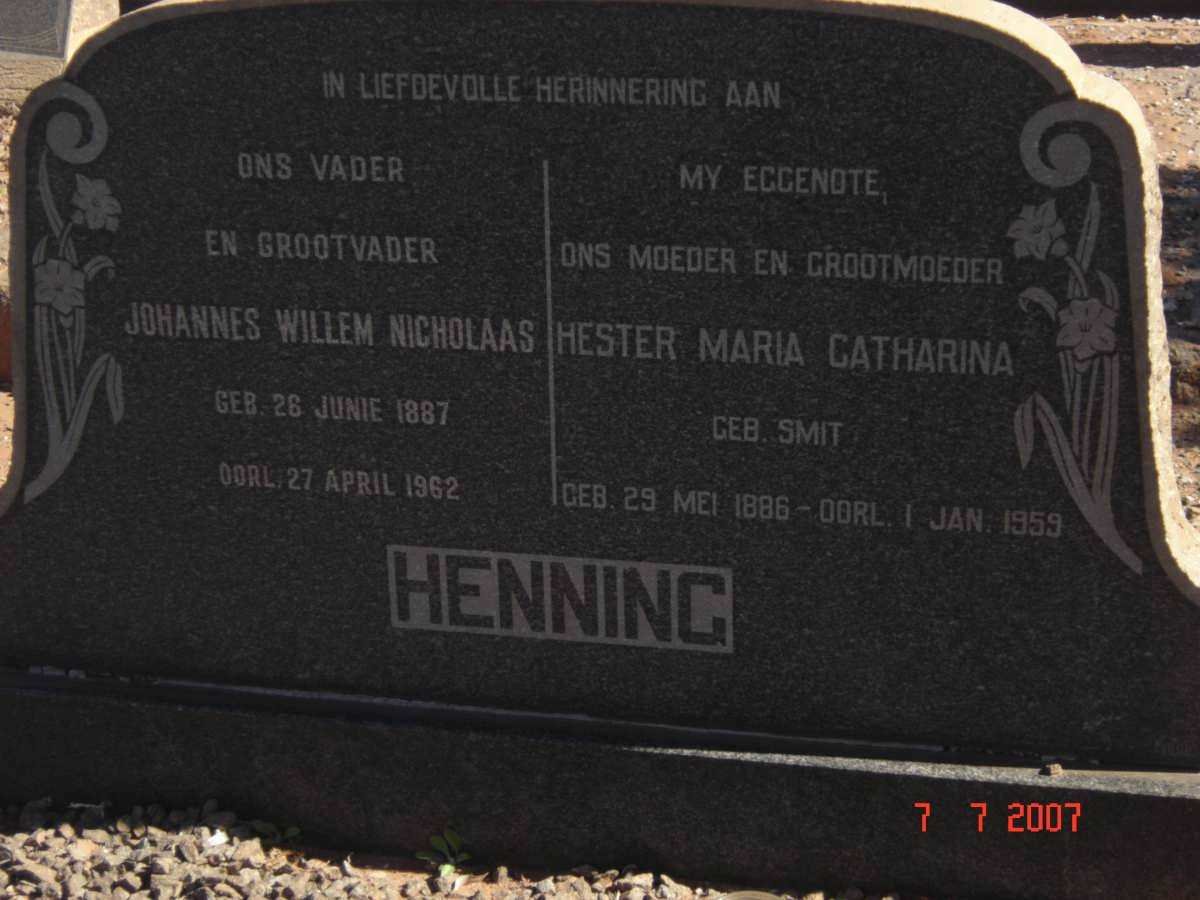 IN LIEFDEVOLLE HERINNERING AAN
ONS VADER
EN GROOTVADER
JOHANNES WILLEM NICHOLAAS
GEB. 26 JUNIE 1887
OORL. 27 APRIL 1962
MY EGGENOTE,
ONS MOEDER EN GROOTMOEDER
HESTER MARIA CATHARINA
GEB. SMIT
GEB. 29 MEI 1886 - OORL. 1 JAN. 1959
HENNING
7 7 2007